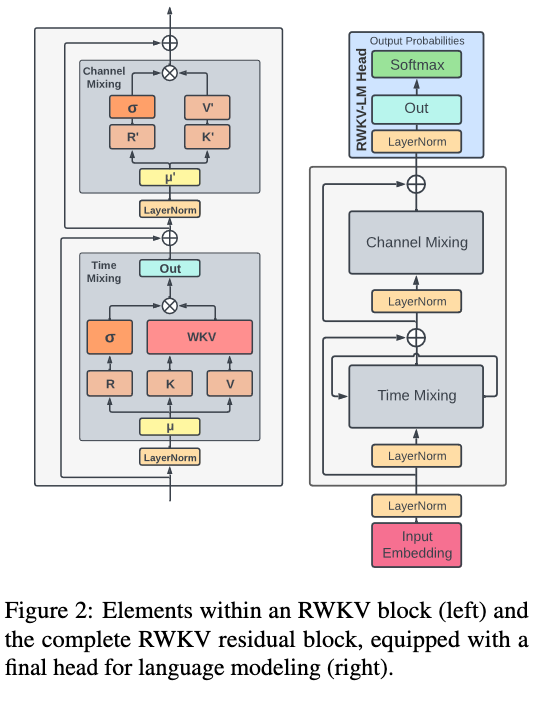 Channel
Mixing
σ
V'
R'
K'
μ'
LayerNorm
Time
Mixing
Out
σ
WKV
R
K
V
μ
LayerNorm
RWKV-LM Head
Output Probabilities
Softmax
Out
LayerNorm
Channel Mixing
LayerNorm
Time Mixing
LayerNorm
LayerNorm
Input
Embedding
Figure 2: Elements within an RWKV block (left) and
the complete RWKV residual block, equipped with a
final head for language modeling (right).